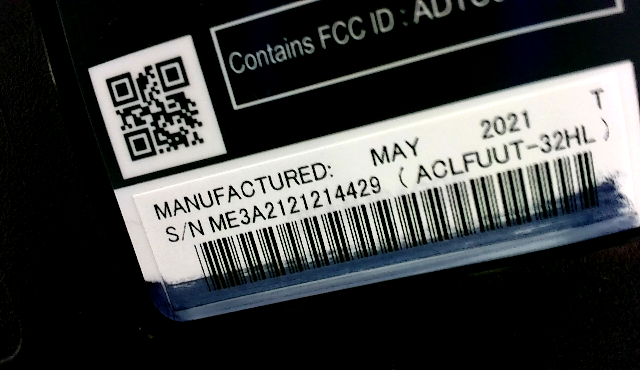 Contains FCC ID :
MANUFACTURED: MAY 2021 T
S/N ME3A2121214429 ( ACLFUUT-32HL )